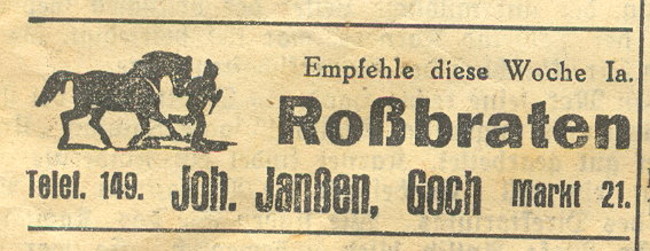 Empfehle diese Woche Ia.
Roßbraten
Telef. 149. Joh. Janßen, Goch Markt 21.